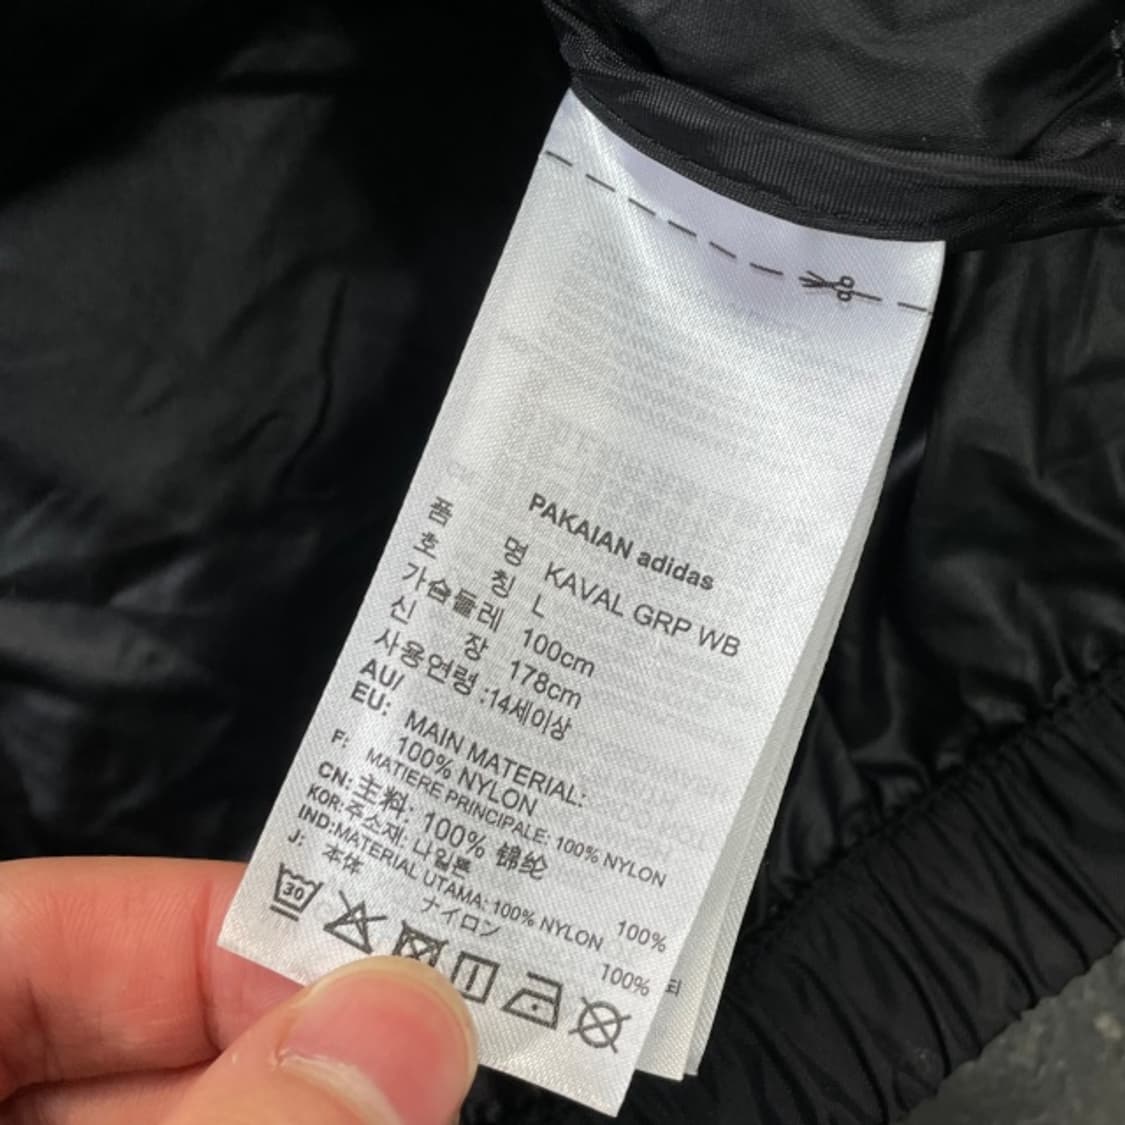 PAKAIAN adidas
품 명 KAVAL GRP WB
호 칭 L
가슴둘레 100cm
신 장 178cm
사용연령 :14세이상
AU/
EU: MAIN MATERIAL:
100% NYLON
F: MATIERE PRINCIPALE: 100% NYLON
CN: 主料: 100% 锦纶
KOR: 주소재: 나일론 100%
IND: MATERIAL UTAMA: 100% NYLON
J: 本体 ナイロン 100%
30